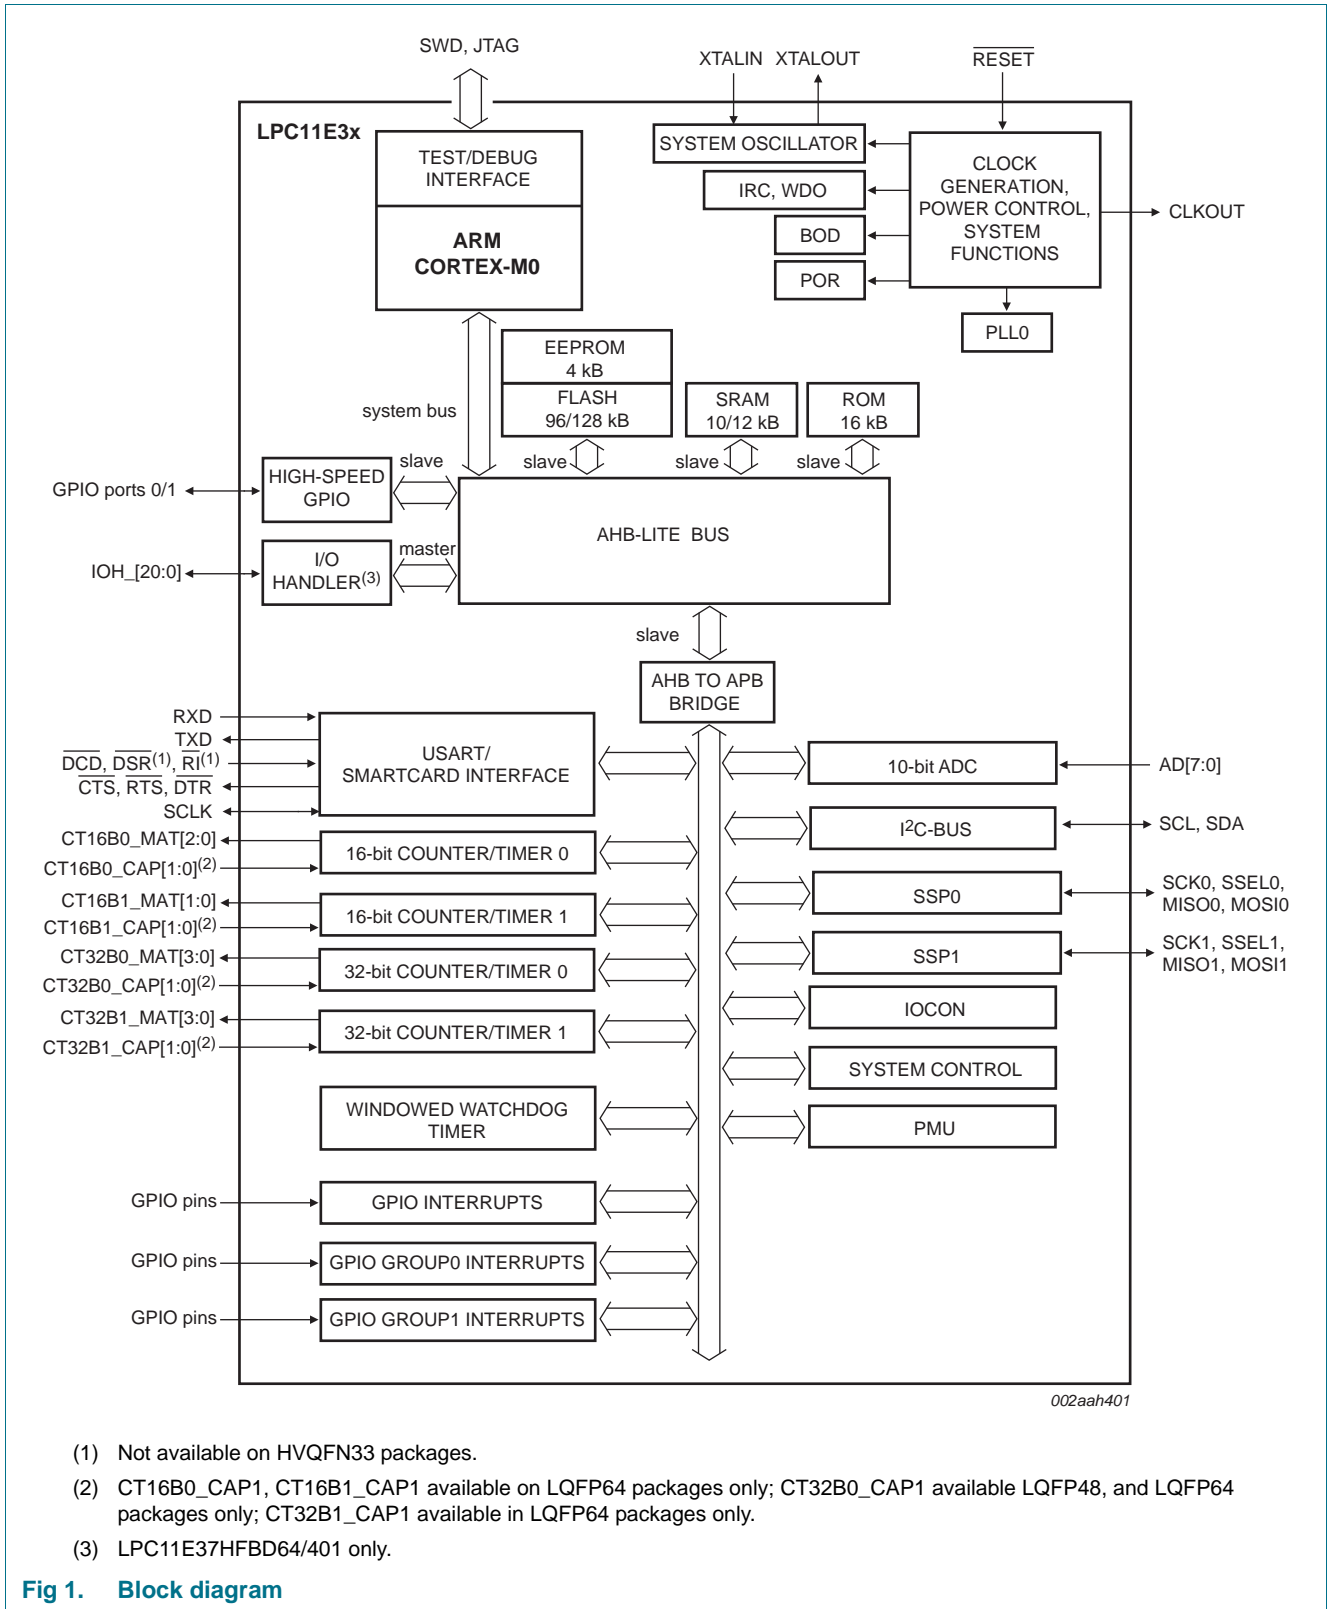 SWD, JTAG
XTALIN XTALOUT
RESET
LPC11E3x
TEST/DEBUG
INTERFACE
ARM
CORTEX-M0
SYSTEM OSCILLATOR
IRC, WDO
BOD
POR
CLOCK
GENERATION,
POWER CONTROL,
SYSTEM
FUNCTIONS
CLKOUT
PLL0
system bus
EEPROM
4 kB
FLASH
96/128 kB
SRAM
10/12 kB
ROM
16 kB
slave
slave
slave
slave
GPIO ports 0/1
HIGH-SPEED
GPIO
AHB-LITE BUS
IOH_[20:0]
I/O
HANDLER(3)
master
slave
AHB TO APB
BRIDGE
RXD
TXD
DCD, DSR(1), RI(1)
CTS, RTS, DTR
SCLK
USART/
SMARTCARD INTERFACE
10-bit ADC
AD[7:0]
CT16B0_MAT[2:0]
CT16B0_CAP[1:0](2)
16-bit COUNTER/TIMER 0
I2C-BUS
SCL, SDA
CT16B1_MAT[1:0]
CT16B1_CAP[1:0](2)
16-bit COUNTER/TIMER 1
SSP0
SCK0, SSEL0,
MISO0, MOSI0
CT32B0_MAT[3:0]
CT32B0_CAP[1:0](2)
32-bit COUNTER/TIMER 0
SSP1
SCK1, SSEL1,
MISO1, MOSI1
CT32B1_MAT[3:0]
CT32B1_CAP[1:0](2)
32-bit COUNTER/TIMER 1
IOCON
SYSTEM CONTROL
WINDOWED WATCHDOG
TIMER
PMU
GPIO pins
GPIO INTERRUPTS
GPIO pins
GPIO GROUP0 INTERRUPTS
GPIO pins
GPIO GROUP1 INTERRUPTS
002aah401
(1) Not available on HVQFN33 packages.
(2) CT16B0_CAP1, CT16B1_CAP1 available on LQFP64 packages only; CT32B0_CAP1 available LQFP48, and LQFP64
packages only; CT32B1_CAP1 available in LQFP64 packages only.
(3) LPC11E37HFBD64/401 only.
Fig 1. Block diagram